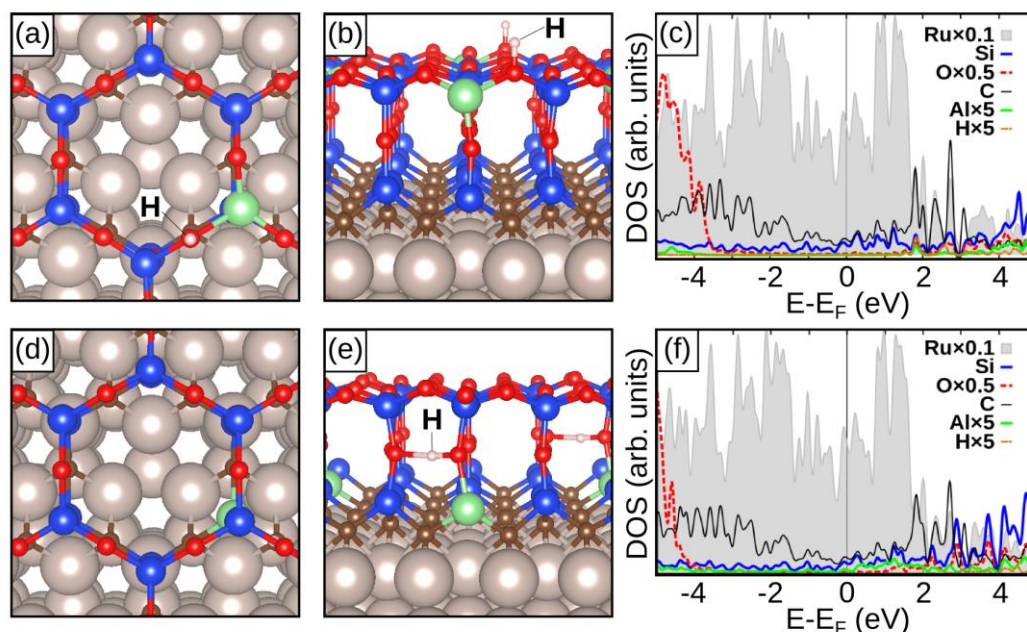 (a)
H
(b)
H
(c)
DOS (arb. units)
Ru×0.1
Si
O×0.5
C
Al×5
H×5
-4 -2 0 2 4
E-E_F (eV)
(d)
(e)
H
(f)
DOS (arb. units)
Ru×0.1
Si
O×0.5
C
Al×5
H×5
-4 -2 0 2 4
E-E_F (eV)